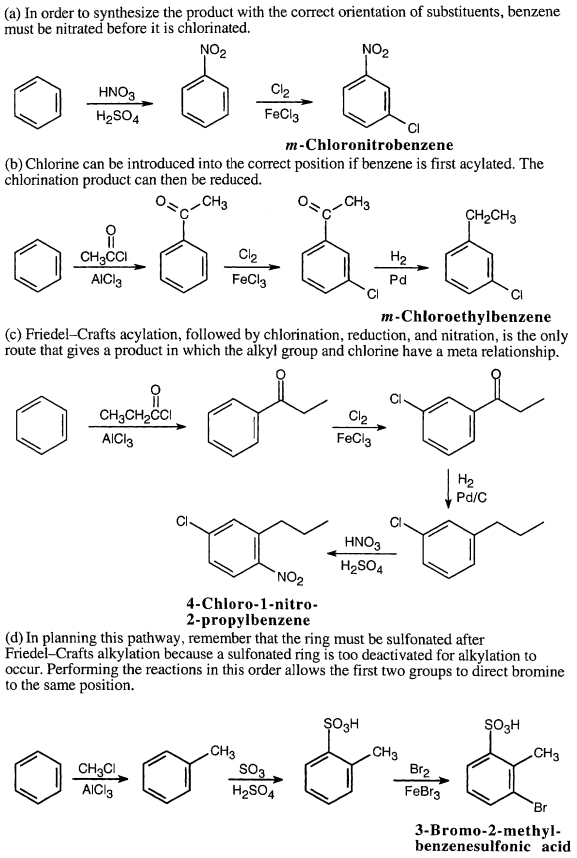 (a) In order to synthesize the product with the correct orientation of substituents, benzene
must be nitrated before it is chlorinated.
NO2
NO2
HNO3
H2SO4
Cl2
FeCl3
Cl
m-Chloronitrobenzene
(b) Chlorine can be introduced into the correct position if benzene is first acylated. The
chlorination product can then be reduced.
O
C
CH3
O
C
CH3
CH2CH3
O
CH3CCl
AlCl3
Cl2
FeCl3
H2
Pd
Cl
Cl
m-Chloroethylbenzene
(c) Friedel–Crafts acylation, followed by chlorination, reduction, and nitration, is the only
route that gives a product in which the alkyl group and chlorine have a meta relationship.
O
CH3CH2CCl
AlCl3
O
Cl2
FeCl3
Cl
O
H2
Pd/C
Cl
NO2
HNO3
H2SO4
Cl
4-Chloro-1-nitro-
2-propylbenzene
(d) In planning this pathway, remember that the ring must be sulfonated after
Friedel–Crafts alkylation because a sulfonated ring is too deactivated for alkylation to
occur. Performing the reactions in this order allows the first two groups to direct bromine
to the same position.
CH3Cl
AlCl3
CH3
SO3
H2SO4
SO3H
CH3
Br2
FeBr3
SO3H
CH3
Br
3-Bromo-2-methyl-
benzenesulfonic acid